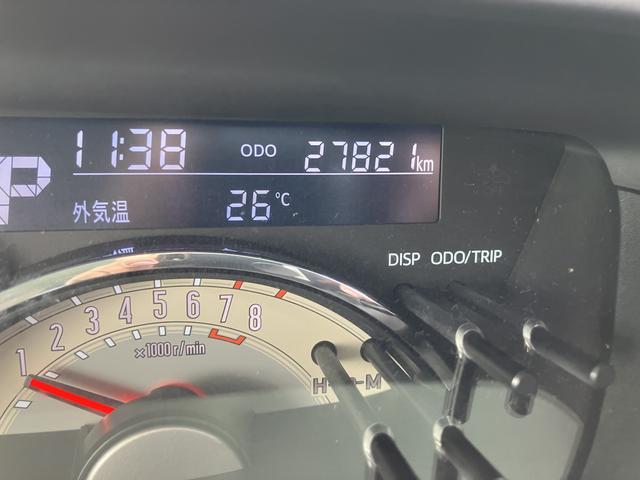 11:38 ODO 27821km
P
外気温 26℃
DISP ODO/TRIP
1 2 3 4 5 6 7 8
×1000r/min